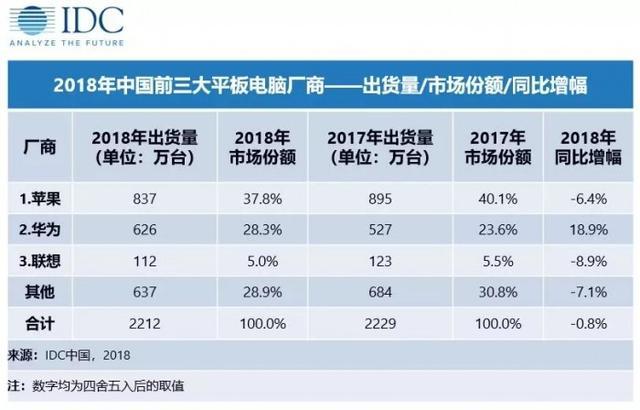 IDC
ANALYZE THE FUTURE
2018年中国前三大平板电脑厂商——出货量/市场份额/同比增幅
厂商 2018年出货量（单位：万台） 2018年市场份额 2017年出货量（单位：万台） 2017年市场份额 2018年同比增幅
1.苹果 837 37.8% 895 40.1% -6.4%
2.华为 626 28.3% 527 23.6% 18.9%
3.联想 112 5.0% 123 5.5% -8.9%
其他 637 28.9% 684 30.8% -7.1%
合计 2212 100.0% 2229 100.0% -0.8%
来源：IDC中国，2018
注：数字均为四舍五入后的取值